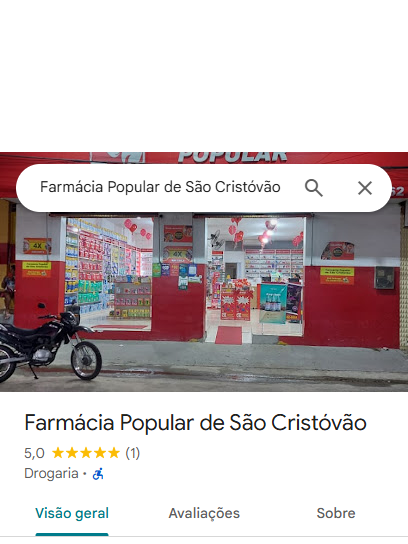 POPULAR
Farmácia Popular de São Cristóvão
4X
4X
Farmácia Popular de São Cristóvão
5,0 ★★★★★ (1)
Drogaria •
Visão geral
Avaliações
Sobre